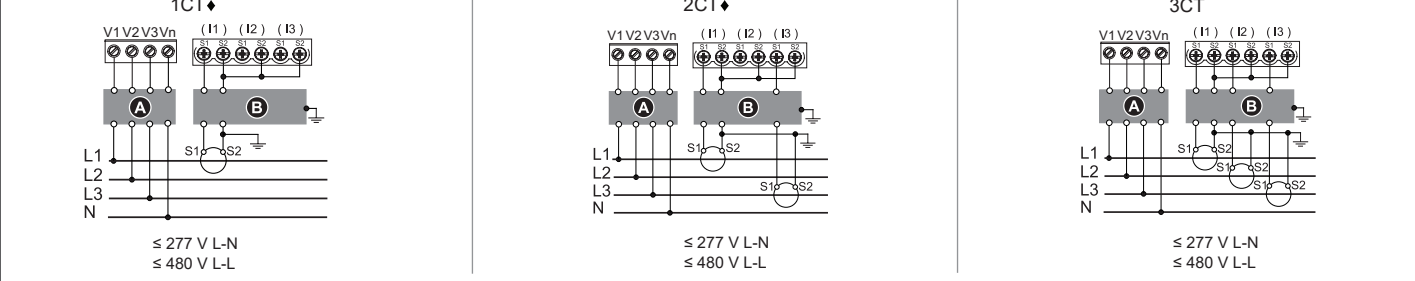 1CT♦
V1 V2 V3 Vn (I1) (I2) (I3)
S1 S2 S1 S2 S1 S2
A B
S1 S2
L1
L2
L3
N
≤ 277 V L-N
≤ 480 V L-L
2CT♦
V1 V2 V3 Vn (I1) (I2) (I3)
S1 S2 S1 S2 S1 S2
A B
S1 S2
L1
L2
S1 S2
L3
N
≤ 277 V L-N
≤ 480 V L-L
3CT
V1 V2 V3 Vn (I1) (I2) (I3)
S1 S2 S1 S2 S1 S2
A B
S1 S2
L1
S1 S2
L2
S1 S2
L3
N
≤ 277 V L-N
≤ 480 V L-L